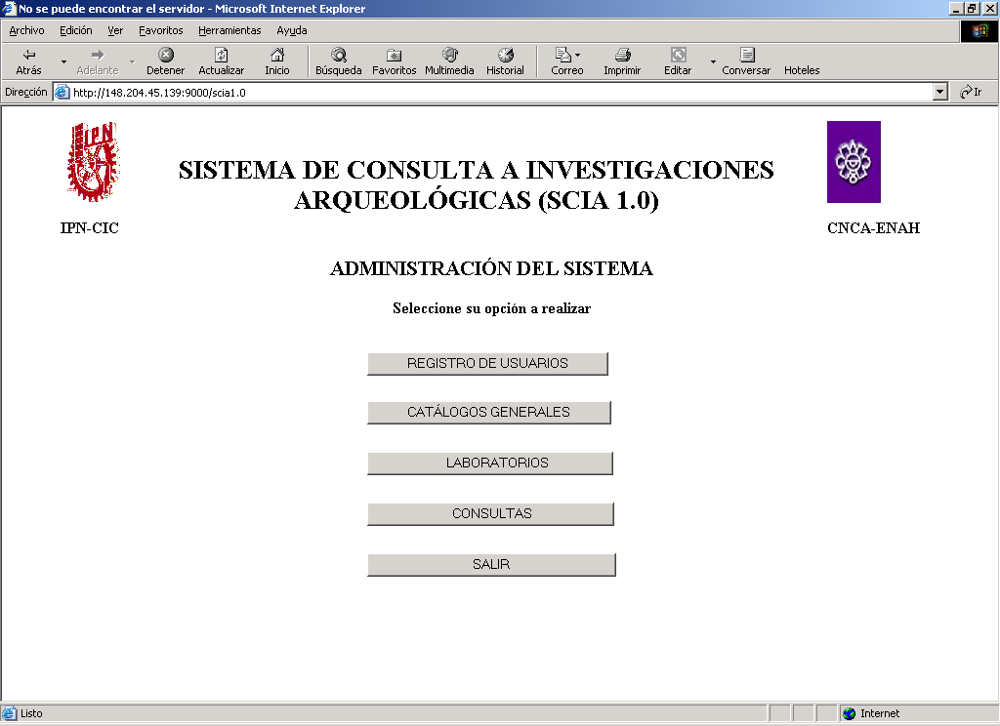 No se puede encontrar el servidor - Microsoft Internet Explorer
Archivo Edición Ver Favoritos Herramientas Ayuda
Atrás Adelante Detener Actualizar Inicio Búsqueda Favoritos Multimedia Historial Correo Imprimir Editar Conversar Hoteles
Dirección http://148.204.45.139:9000/scia1.0 Ir
IPN
SISTEMA DE CONSULTA A INVESTIGACIONES
ARQUEOLÓGICAS (SCIA 1.0)
IPN-CIC CNCA-ENAH
ADMINISTRACIÓN DEL SISTEMA
Seleccione su opción a realizar
REGISTRO DE USUARIOS
CATÁLOGOS GENERALES
LABORATORIOS
CONSULTAS
SALIR
Listo Internet